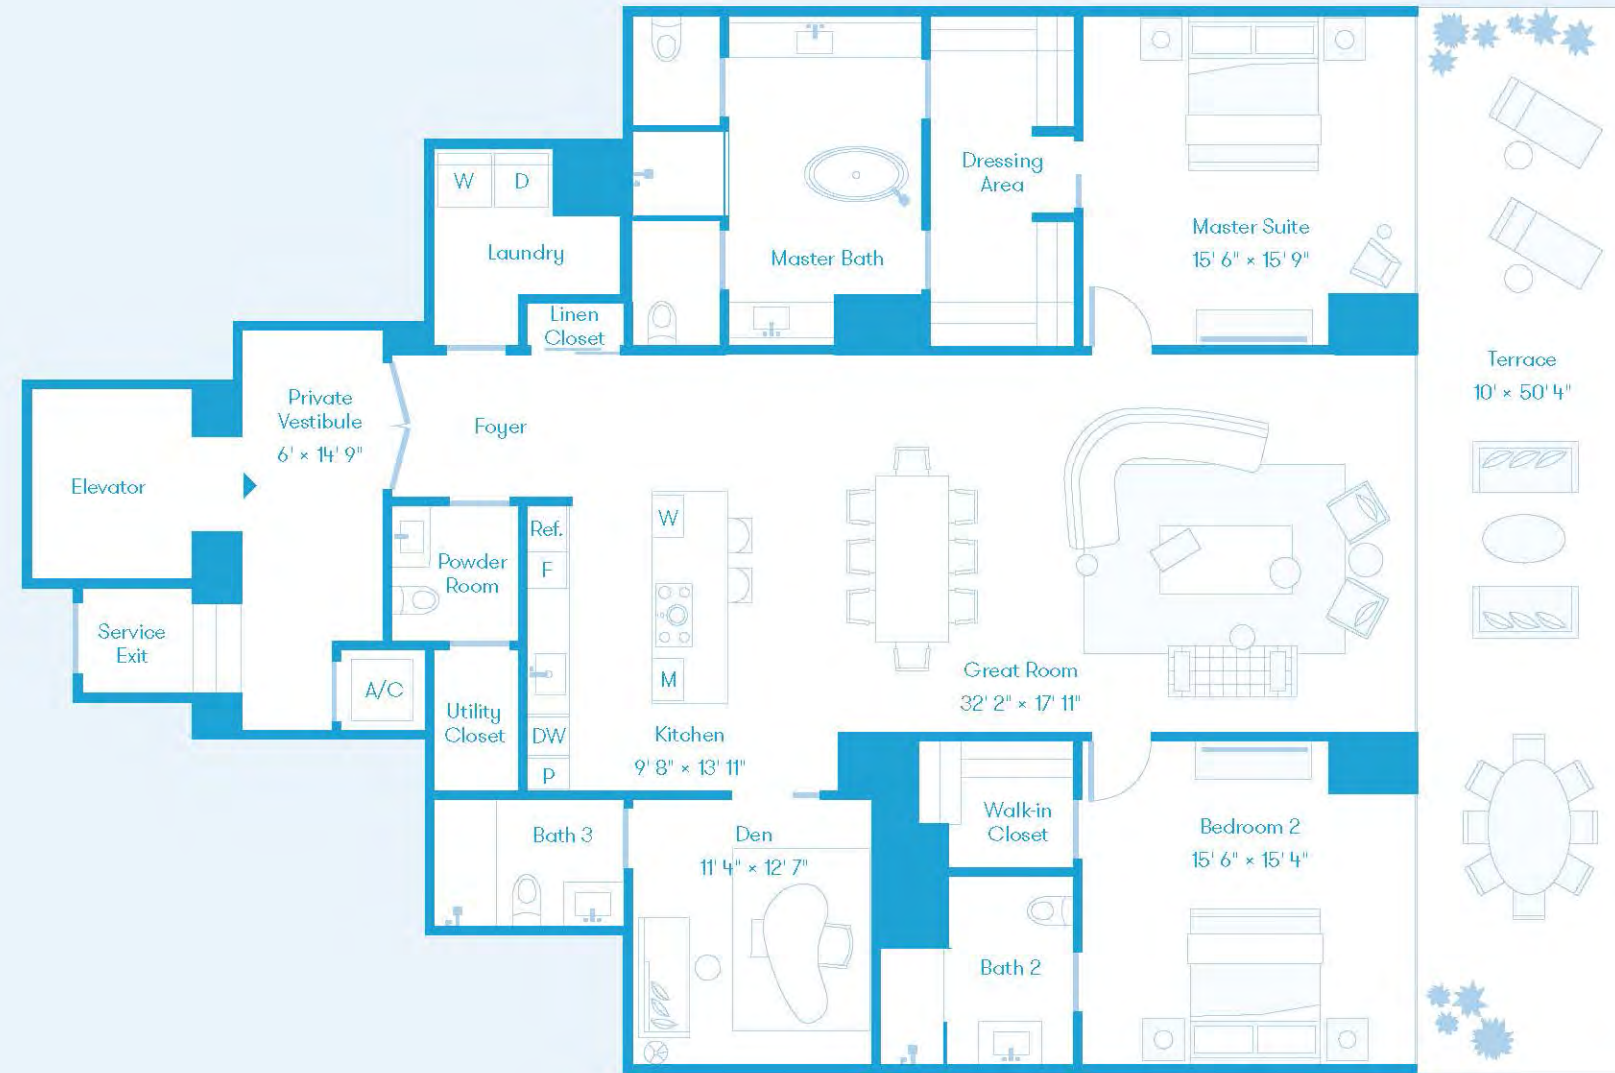 W
D
Laundry
Linen
Closet
Master Bath
Dressing
Area
Master Suite
15' 6" × 15' 9"
Terrace
10' × 50' 4"
Private
Vestibule
6' × 14' 9"
Foyer
Elevator
Service
Exit
A/C
Powder
Room
Utility
Closet
Ref.
F
DW
P
W
M
Kitchen
9' 8" × 13' 11"
Great Room
32' 2" × 17' 11"
Bath 3
Den
11' 4" × 12' 7"
Walk-in
Closet
Bath 2
Bedroom 2
15' 6" × 15' 4"